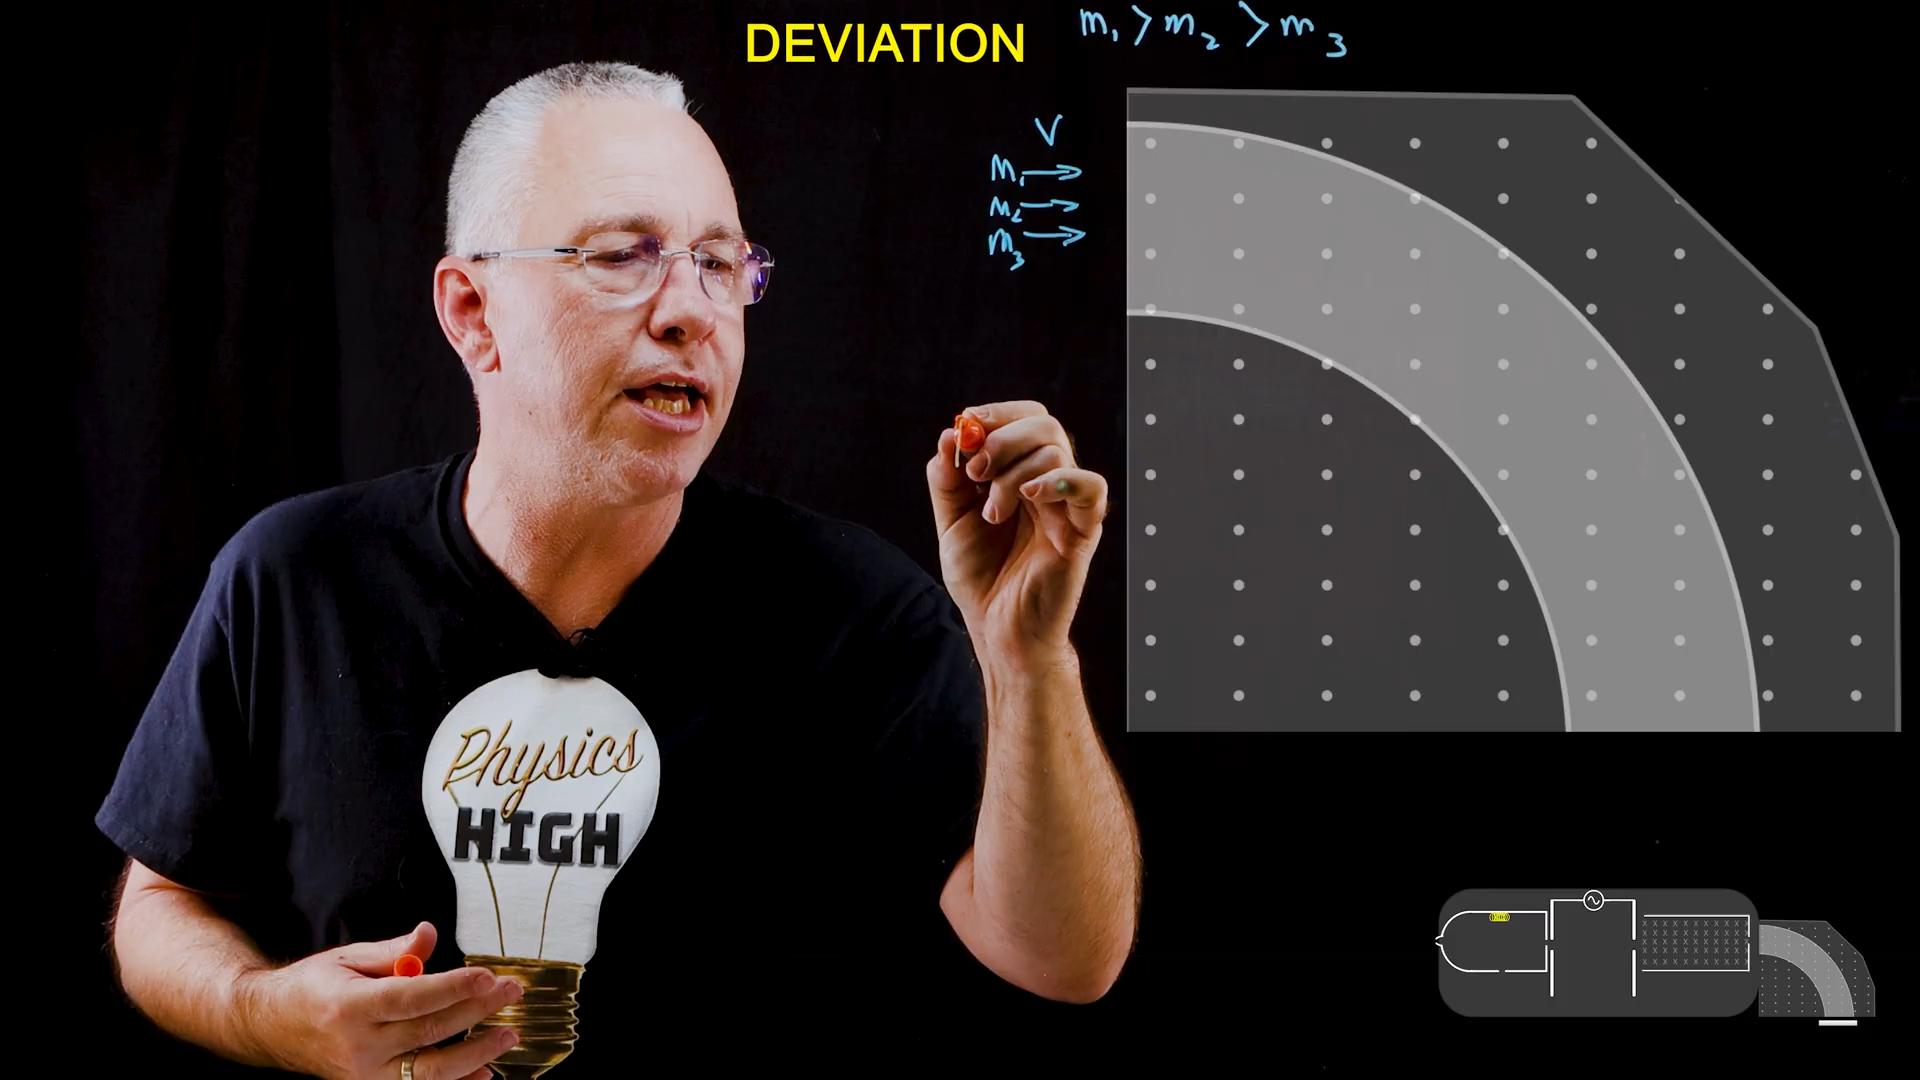 DEVIATION
m₁ > m₂ > m₃
V
m₁ →
m₂ →
m₃ →
Physics
HIGH